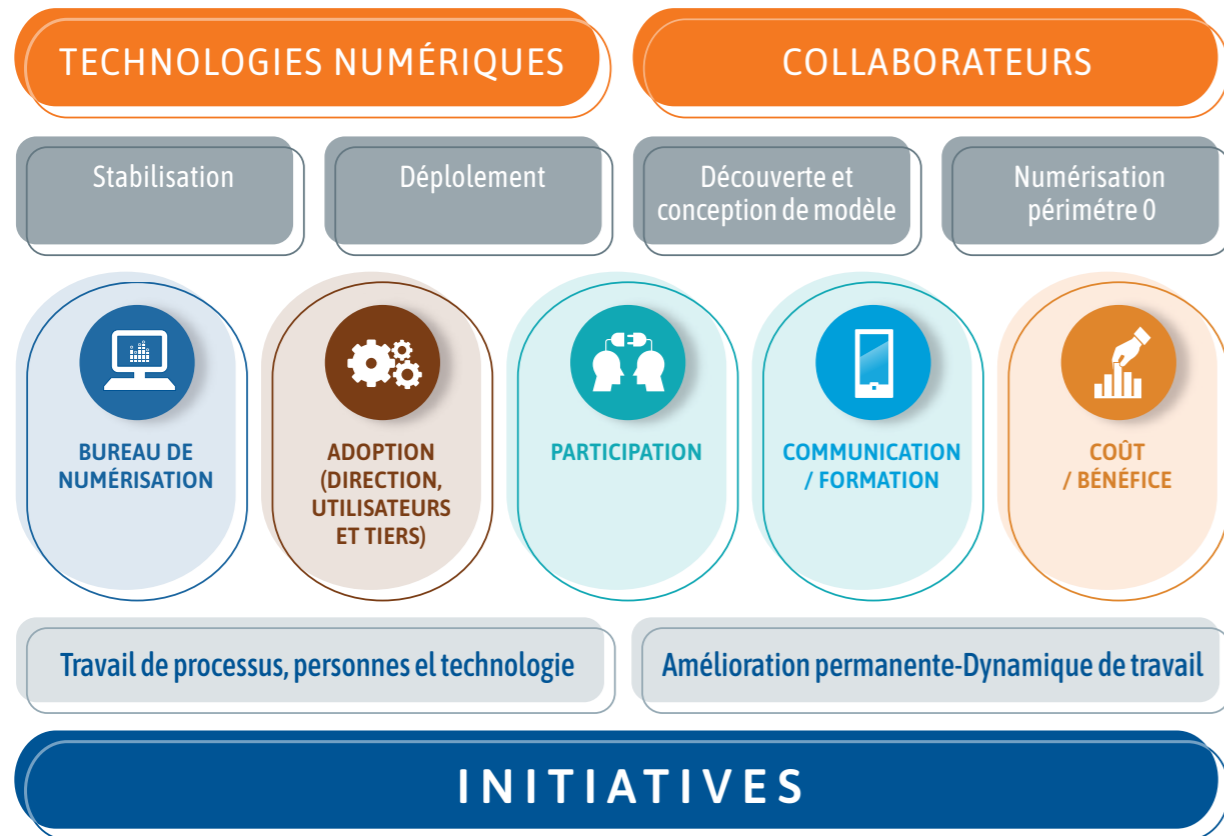 TECHNOLOGIES NUMÉRIQUES
COLLABORATEURS
Stabilisation
Déplolement
Découverte et
conception de modèle
Numérisation
périmétre 0
BUREAU DE
NUMÉRISATION
ADOPTION
(DIRECTION,
UTILISATEURS
ET TIERS)
PARTICIPATION
COMMUNICATION
/ FORMATION
COÛT
/ BÉNÉFICE
Travail de processus, personnes el technologie
Amélioration permanente-Dynamique de travail
INITIATIVES